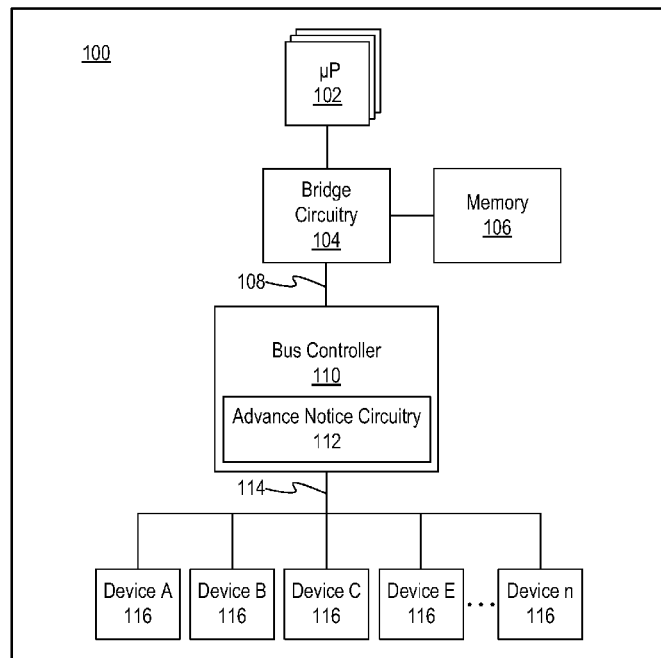 100
µP
102
Bridge
Circuitry
104
Memory
106
108
Bus Controller
110
Advance Notice Circuitry
112
114
Device A
116
Device B
116
Device C
116
Device E
116
...
Device n
116